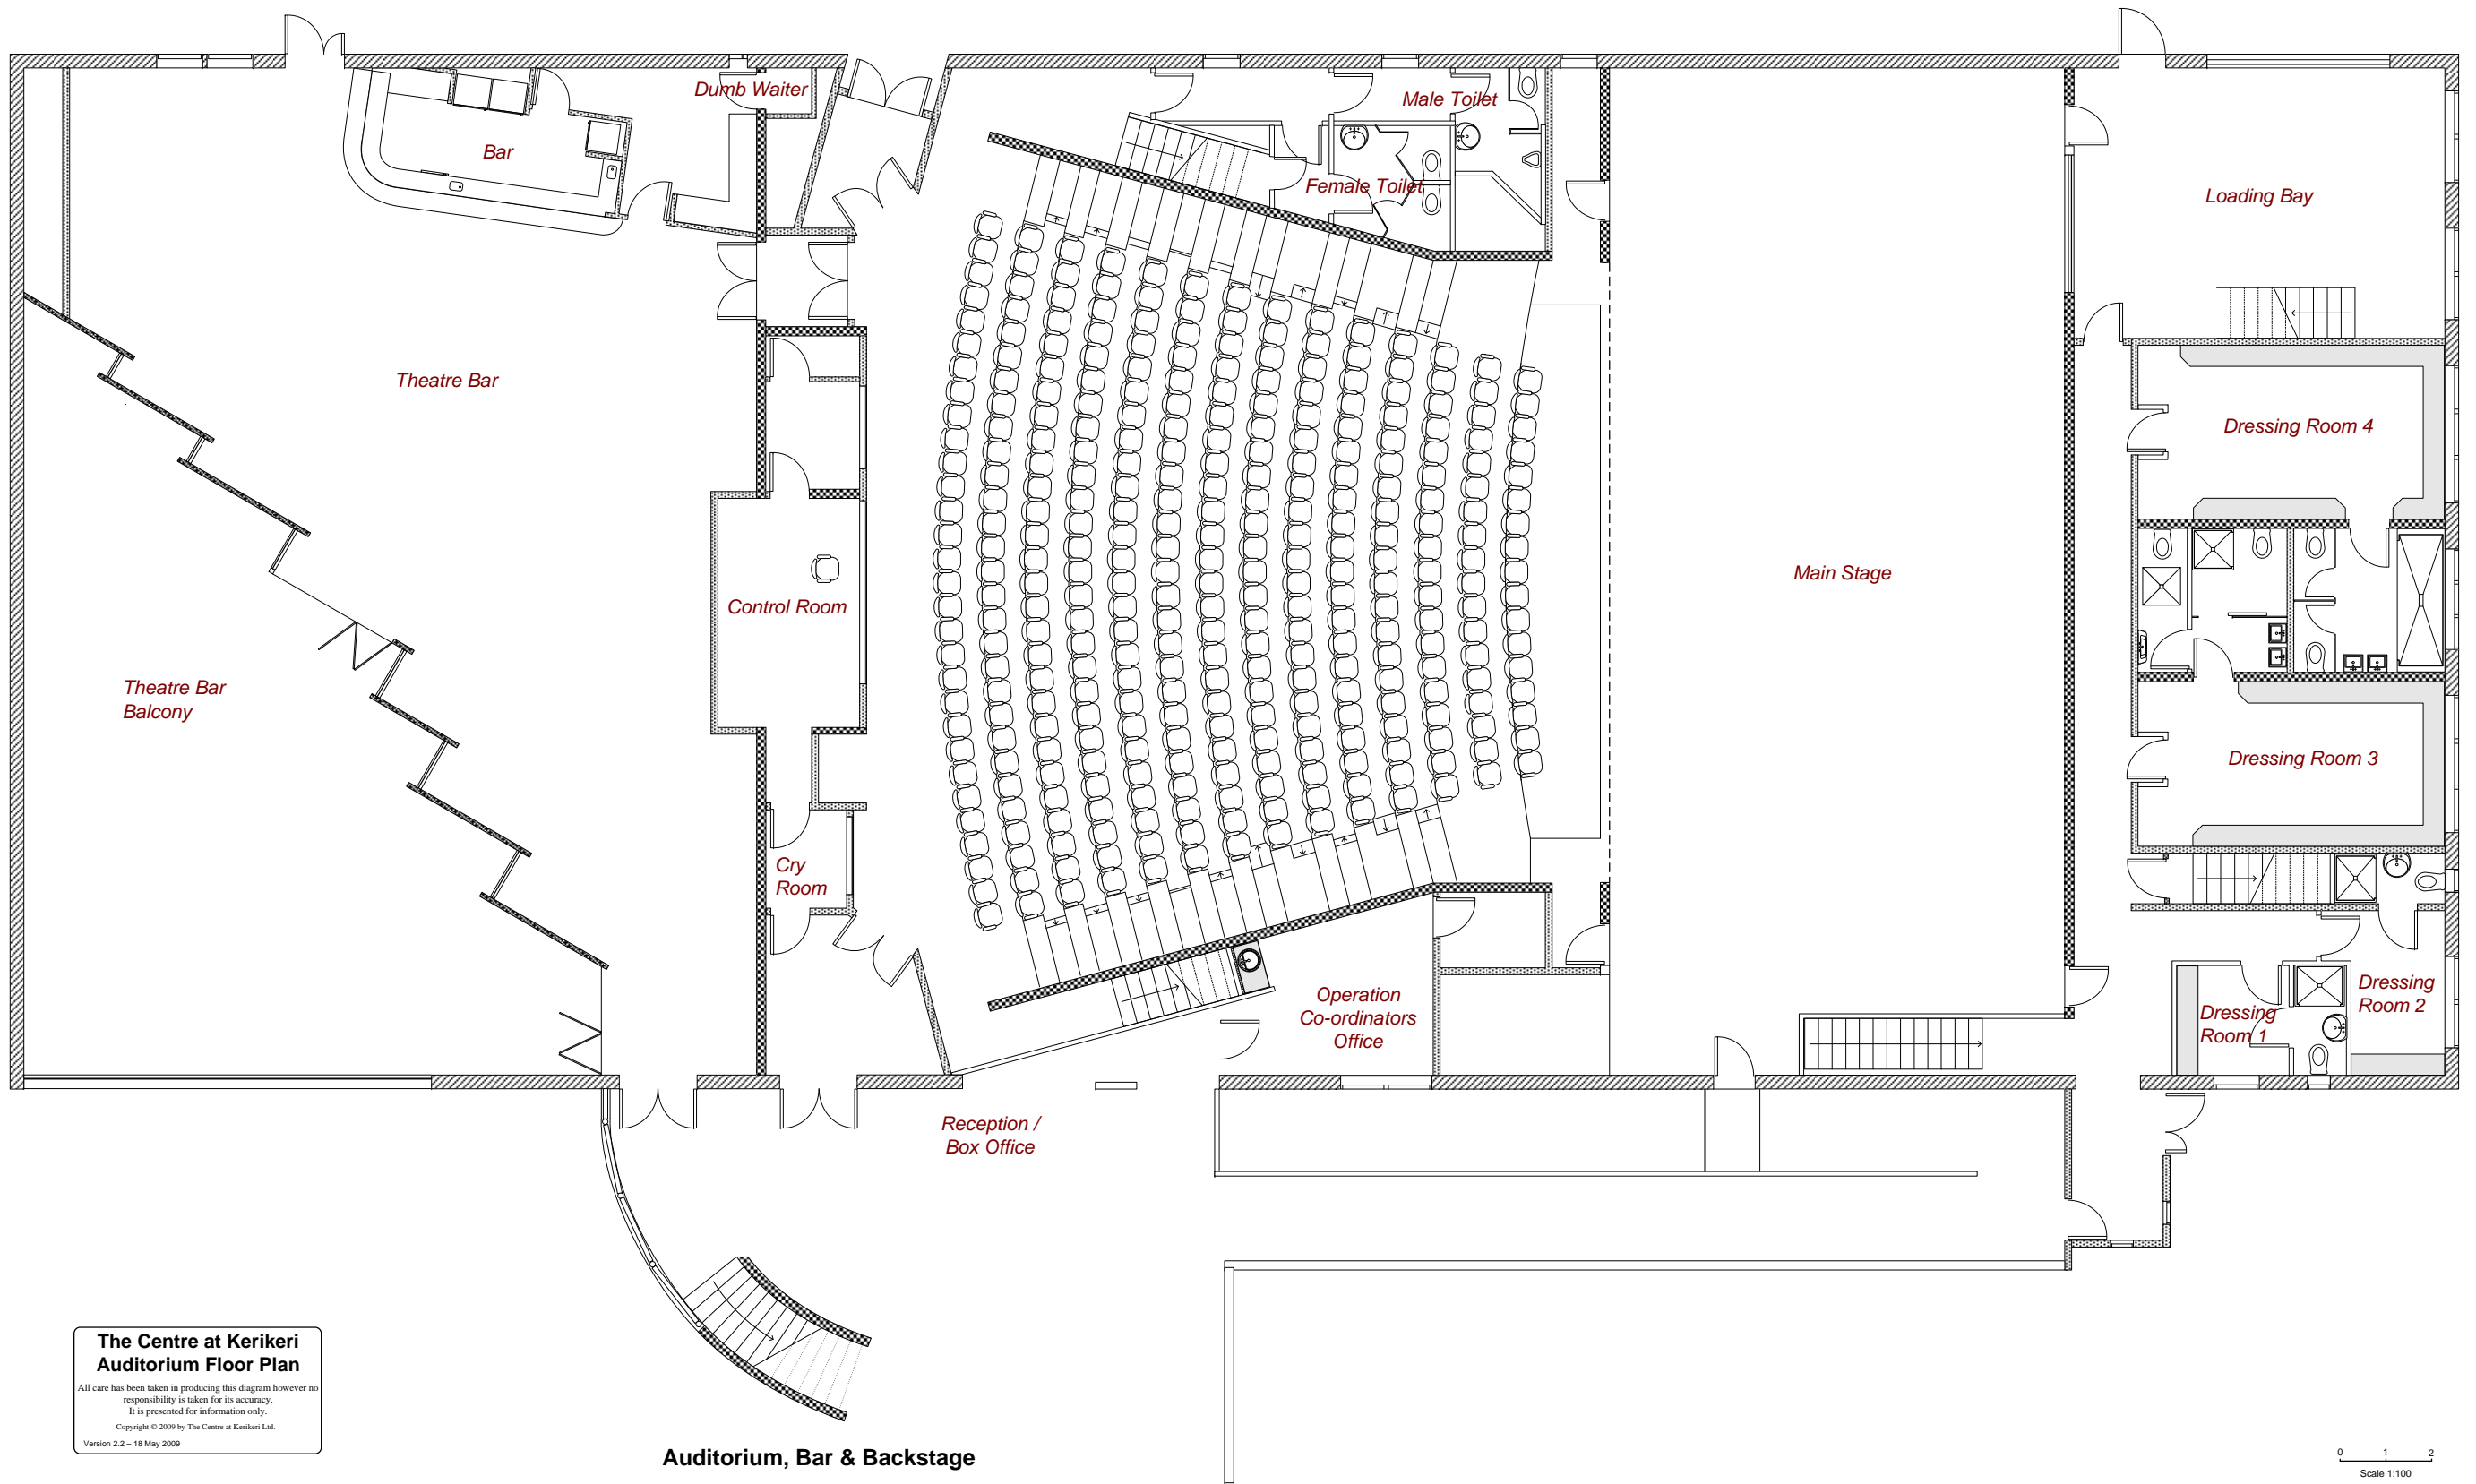 Dumb Waiter
Male Toilet
Bar
Female Toilet
Loading Bay
Theatre Bar
Dressing Room 4
Main Stage
Control Room
Theatre Bar
Balcony
Dressing Room 3
Cry
Room
Operation
Co-ordinators
Office
Dressing
Room 1
Dressing
Room 2
Reception /
Box Office
The Centre at Kerikeri
Auditorium Floor Plan
All care has been taken in producing this diagram however no
responsibility is taken for its accuracy.
It is presented for information only.
Copyright © 2009 by The Centre at Kerikeri Ltd.
Version 2.2 – 18 May 2009
Auditorium, Bar & Backstage
0 1 2
Scale 1:100